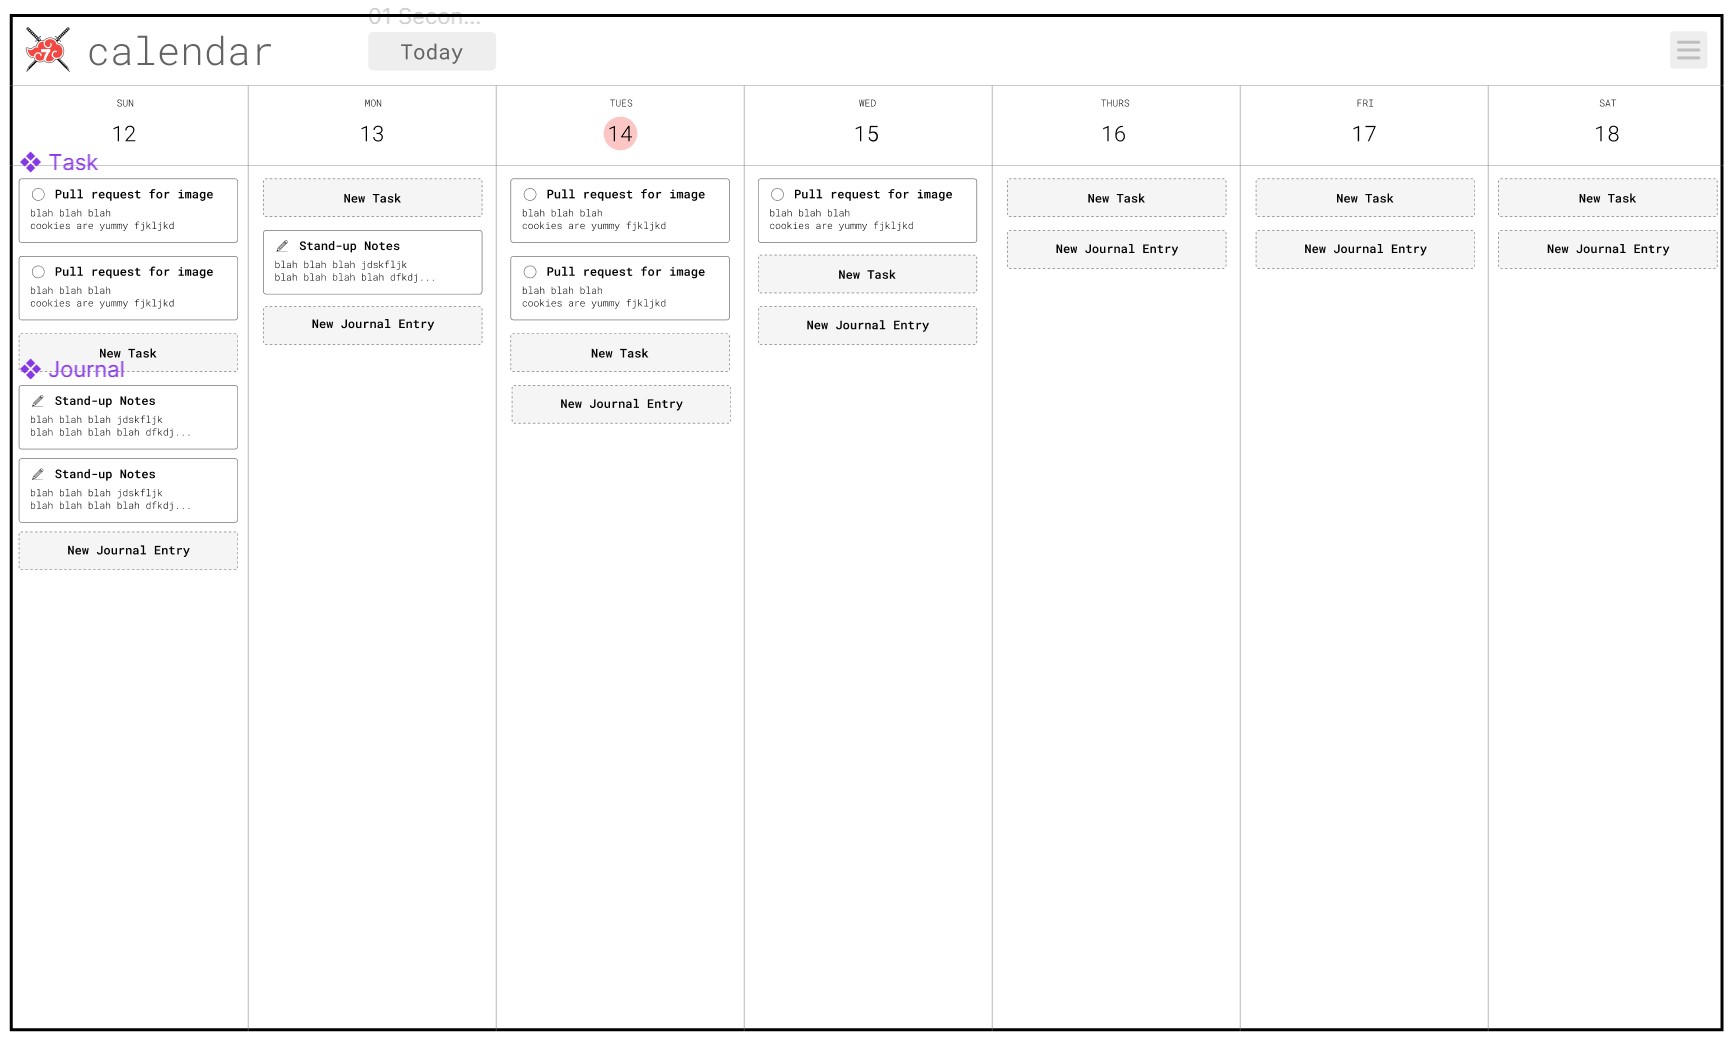 01 Secon...
calendar
Today
SUN
12
MON
13
TUES
14
WED
15
THURS
16
FRI
17
SAT
18
Task
Pull request for image
blah blah blah
cookies are yummy fjkljkd
Pull request for image
blah blah blah
cookies are yummy fjkljkd
New Task
Journal
Stand-up Notes
blah blah blah jdskfljk
blah blah blah blah dfkdj...
Stand-up Notes
blah blah blah jdskfljk
blah blah blah blah dfkdj...
New Journal Entry
New Task
Stand-up Notes
blah blah blah jdskfljk
blah blah blah blah dfkdj...
New Journal Entry
Pull request for image
blah blah blah
cookies are yummy fjkljkd
Pull request for image
blah blah blah
cookies are yummy fjkljkd
New Task
New Journal Entry
Pull request for image
blah blah blah
cookies are yummy fjkljkd
New Task
New Journal Entry
New Task
New Journal Entry
New Task
New Journal Entry
New Task
New Journal Entry